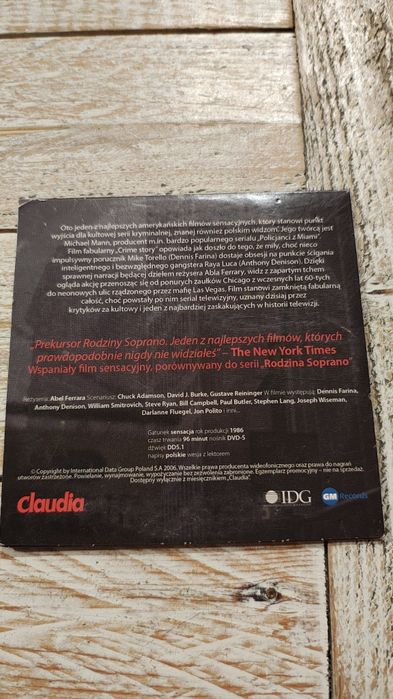 Oto jeden z najlepszych amerykańskich filmów sensacyjnych, który stanowi punkt
wyjścia dla kultowej serii kryminalnej, znanej również polskim widzom. Jego twórcą jest
Michael Mann, producent m.in. bardzo popularnego serialu „Policjanci z Miami".
Film fabularny „Crime story" opowiada jak doszło do tego, że miły, choć nieco
impulsywny porucznik Mike Torello (Dennis Farina) dostaje obsesji na punkcie ścigania
inteligentnego i bezwzględnego gangstera Raya Luca (Anthony Denison). Dzięki
sprawnej narracji będącej dziełem reżysera Abla Ferrary, widz z zapartym tchem
ogląda akcję przenosząc się od ponurych zaułków Chicago z wczesnych lat 60-tych
do neonowych ulic rządzonego przez mafię Las Vegas. Film stanowi zamkniętą fabularną
całość, choć powstały po nim serial telewizyjny, uznany dzisiaj przez
krytyków za kultowy i jeden z najbardziej zaskakujących w historii telewizji.
„Prekursor Rodziny Soprano. Jeden z najlepszych filmów, których
prawdopodobnie nigdy nie widziałeś" – The New York Times
Wspaniały film sensacyjny, porównywany do serii „Rodzina Soprano"
Reżyseria: Abel Ferrara Scenariusz: Chuck Adamson, David J. Burke, Gustave Reininger W filmie występują: Dennis Farina,
Anthony Denison, William Smitrovich, Steve Ryan, Bill Campbell, Paul Butler, Stephen Lang, Joseph Wiseman,
Darlanne Fluegel, Jon Polito i inni...
Gatunek sensacja rok produkcji 1986
czas trwania 96 minut nośnik DVD-5
dźwięk DD5.1
napisy polskie wersja z lektorem
© Copyright by International Data Group Poland S.A 2006, Wszelkie prawa producenta wideofonicznego oraz prawa do nagrań
utworów zastrzeżone. Powielanie, wynajmowanie, wypożyczanie bez zezwolenia zabronione. Egzemplarz promocyjny – nie na sprzedaż.
Dostępny wyłącznie z miesięcznikiem „Claudia".
Claudia IDG GM Records